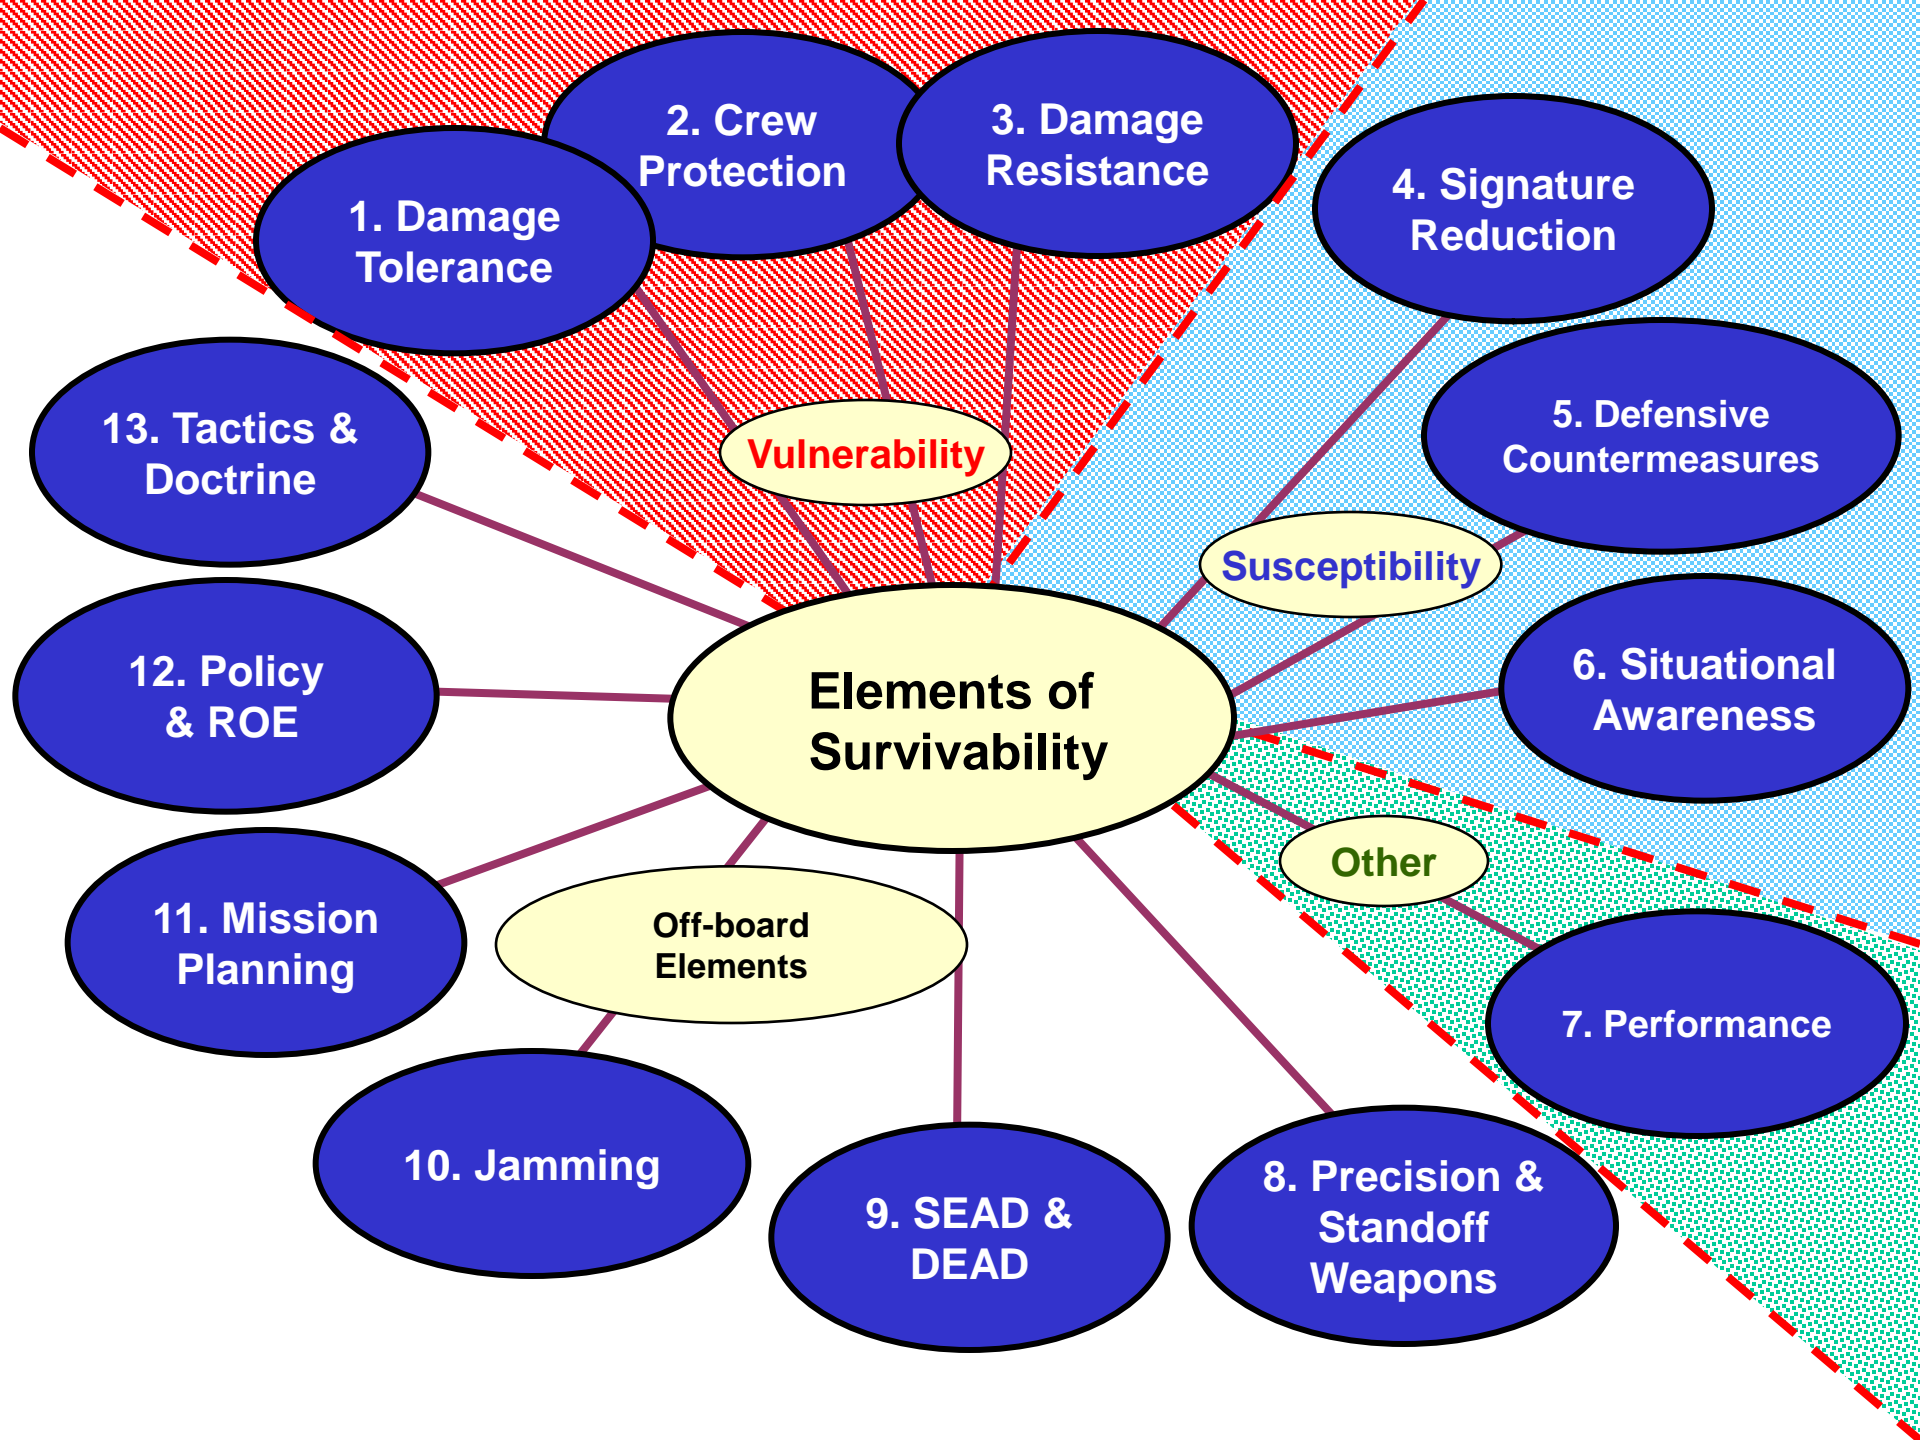 2. Crew
Protection
3. Damage
Resistance
4. Signature
Reduction
1. Damage
Tolerance
13. Tactics &
Doctrine
Vulnerability
5. Defensive
Countermeasures
Susceptibility
12. Policy
& ROE
Elements of
Survivability
6. Situational
Awareness
Other
11. Mission
Planning
Off-board
Elements
7. Performance
10. Jamming
9. SEAD &
DEAD
8. Precision &
Standoff
Weapons